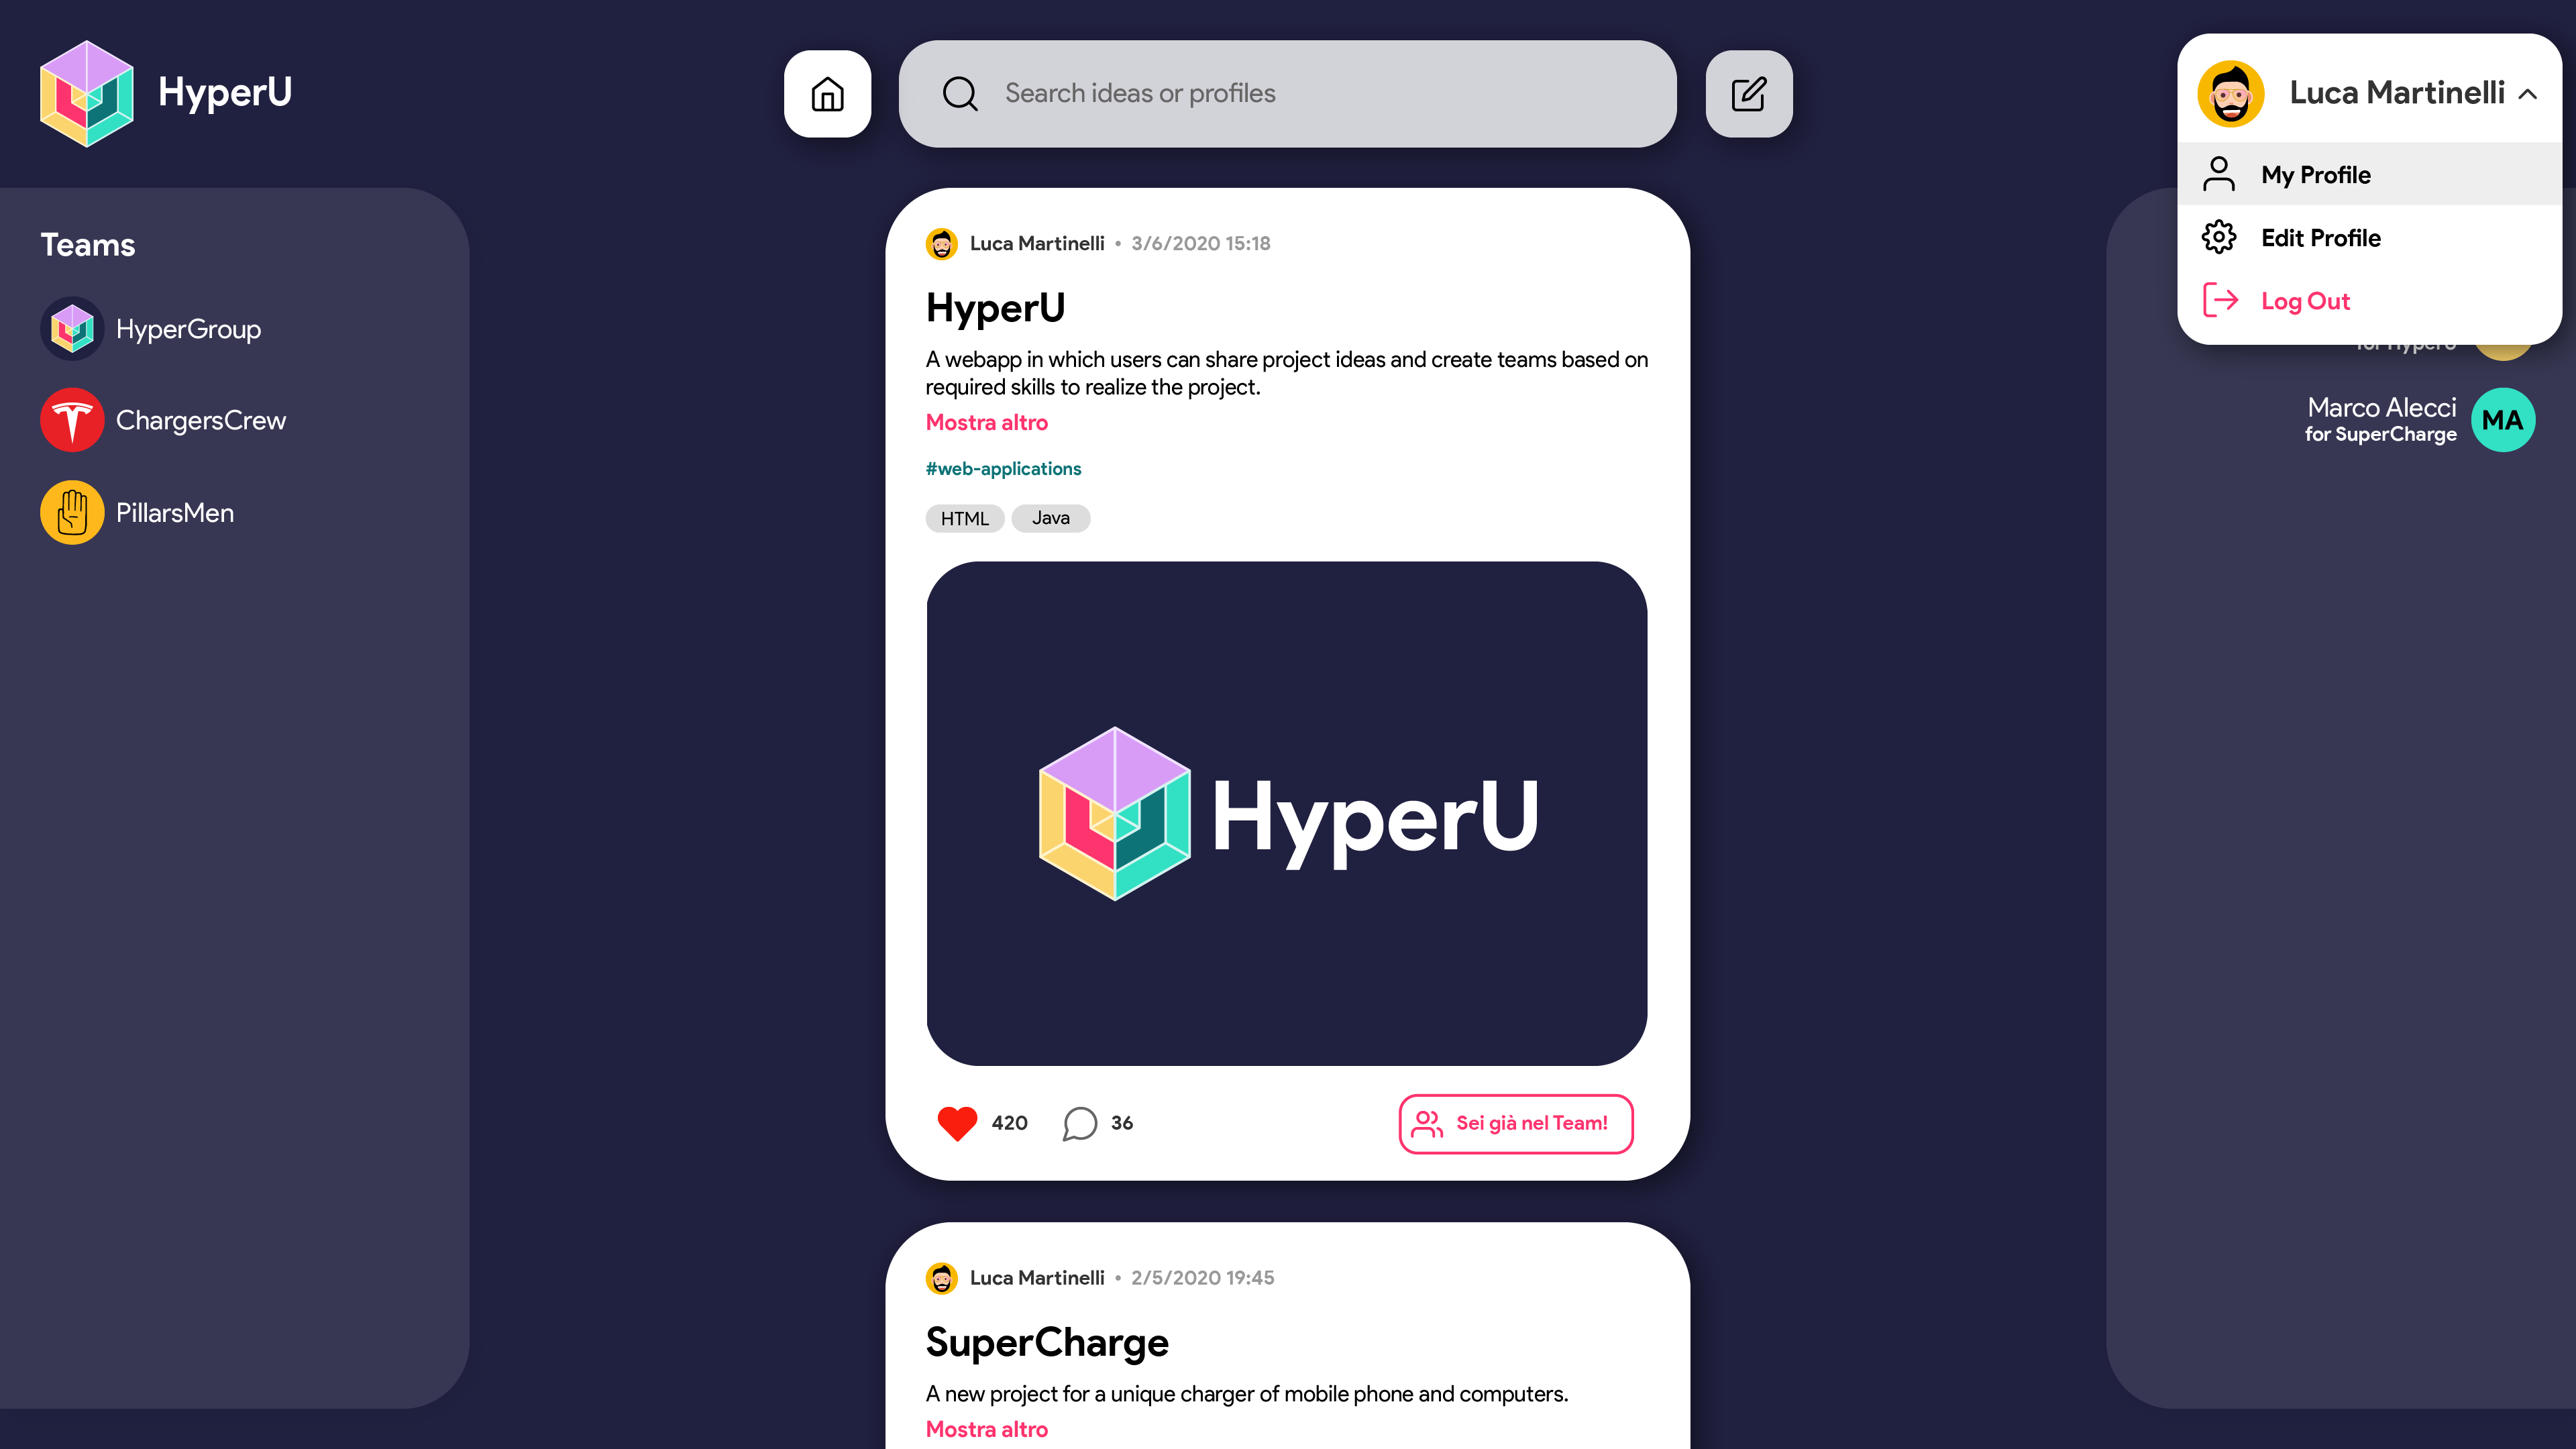 HyperU
Search ideas or profiles
Luca Martinelli
My Profile
Edit Profile
Log Out
Teams
HyperGroup
ChargersCrew
PillarsMen
Luca Martinelli • 3/6/2020 15:18
HyperU
A webapp in which users can share project ideas and create teams based on
required skills to realize the project.
Mostra altro
#web-applications
HTML
Java
HyperU
420
36
Sei già nel Team!
Luca Martinelli • 2/5/2020 19:45
SuperCharge
A new project for a unique charger of mobile phone and computers.
Mostra altro
for HyperU
Marco Alecci
for SuperCharge
MA